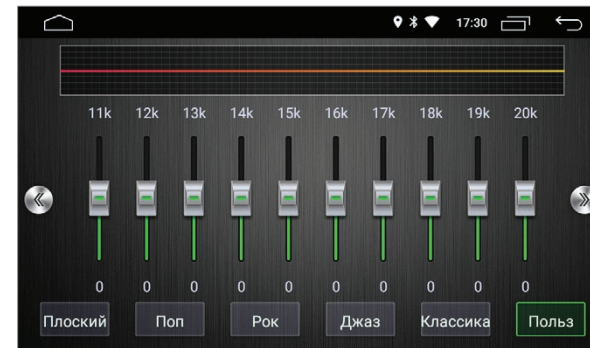 17:30
11k 12k 13k 14k 15k 16k 17k 18k 19k 20k
0 0 0 0 0 0 0 0 0 0
Плоский Поп Рок Джаз Классика Польз